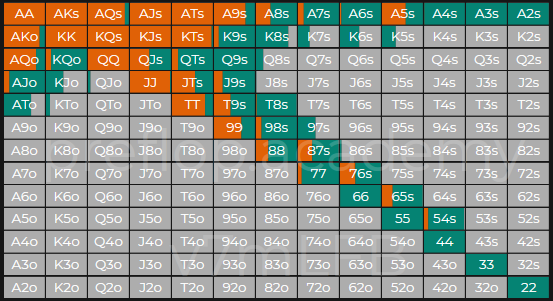 AA AKs AQs AJs ATs A9s A8s A7s A6s A5s A4s A3s A2s
AKo KK KQs KJs KTs K9s K8s K7s K6s K5s K4s K3s K2s
AQo KQo QQ QJs QTs Q9s Q8s Q7s Q6s Q5s Q4s Q3s Q2s
AJo KJo QJo JJ JTs J9s J8s J7s J6s J5s J4s J3s J2s
ATo KTo QTo JTo TT T9s T8s T7s T6s T5s T4s T3s T2s
A9o K9o Q9o J9o T9o 99 98s 97s 96s 95s 94s 93s 92s
A8o K8o Q8o J8o T8o 98o 88 87s 86s 85s 84s 83s 82s
preflop.academy
A7o K7o Q7o J7o T7o 97o 87o 77 76s 75s 74s 73s 72s
A6o K6o Q6o J6o T6o 96o 86o 76o 66 65s 64s 63s 62s
A5o K5o Q5o J5o T5o 95o 85o 75o 65o 55 54s 53s 52s
A4o K4o Q4o J4o T4o 94o 84o 74o 64o 54o 44 43s 42s
A3o K3o Q3o J3o T3o 93o 83o 73o 63o 53o 43o 33 32s
A2o K2o Q2o J2o T2o 92o 82o 72o 62o 52o 42o 32o 22